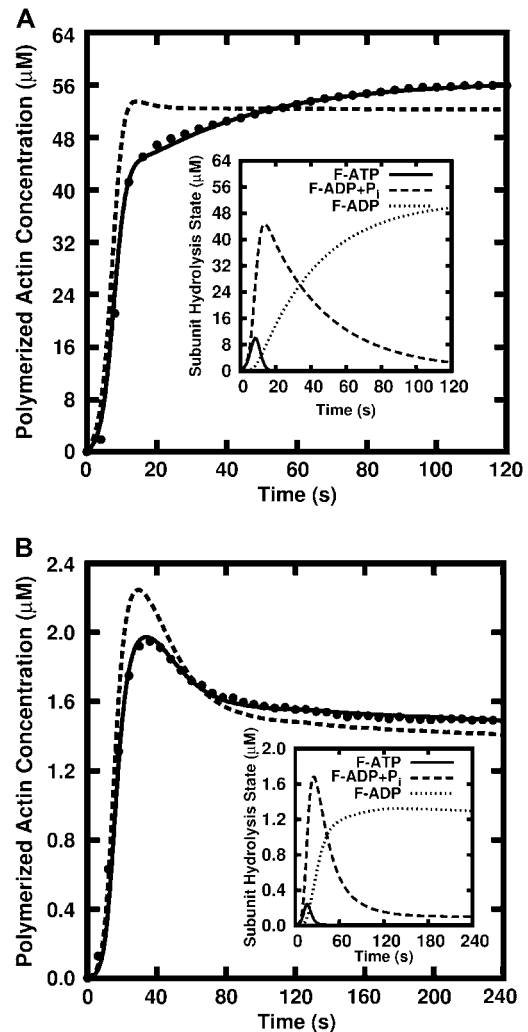 A
Polymerized Actin Concentration (μM)
64
56
48
40
32
24
16
8
0
0 20 40 60 80 100 120
Time (s)
Subunit Hydrolysis State (μM)
64
56
48
40
32
24
16
8
0
F-ATP
F-ADP+Pi
F-ADP
0 20 40 60 80 100 120
Time (s)
B
Polymerized Actin Concentration (μM)
2.4
2.0
1.6
1.2
0.8
0.4
0.0
0 40 80 120 160 200 240
Time (s)
Subunit Hydrolysis State (μM)
2.0
1.6
1.2
0.8
0.4
0.0
F-ATP
F-ADP+Pi
F-ADP
0 60 120 180 240
Time (s)